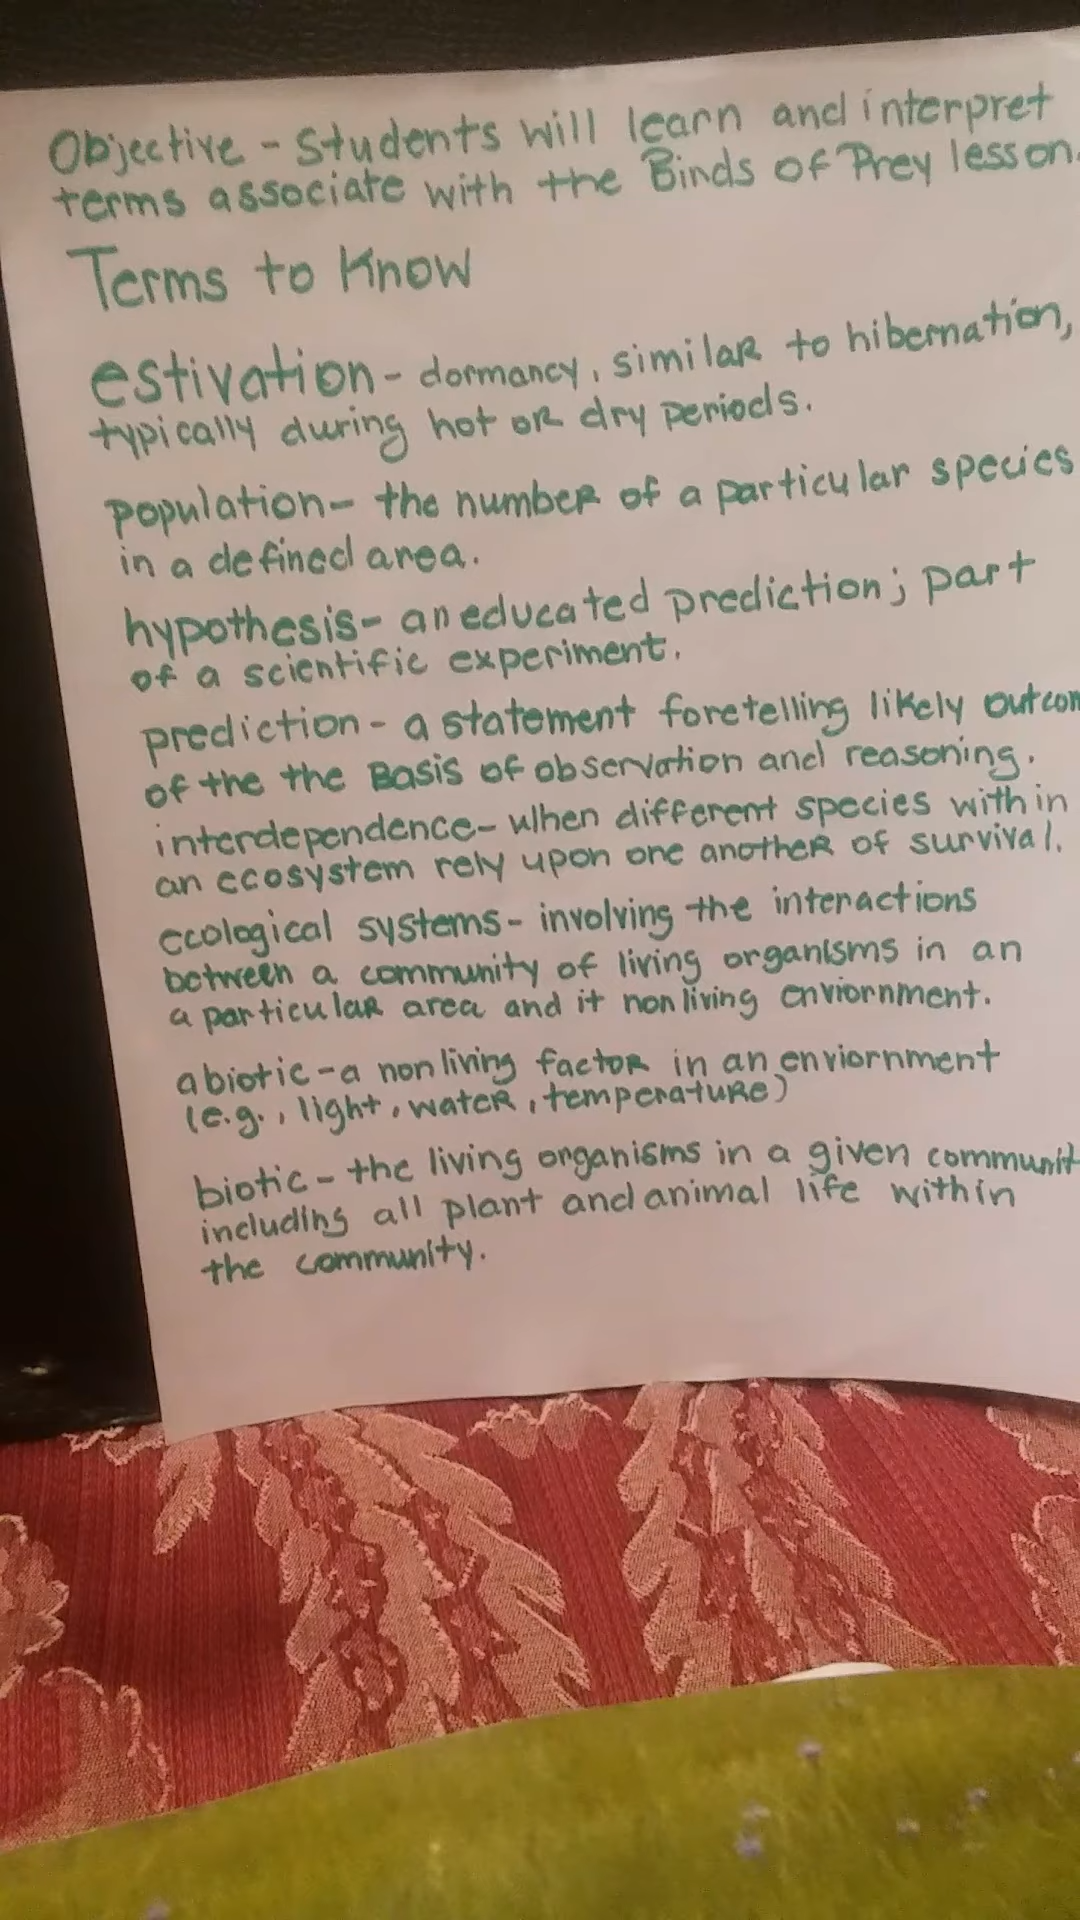 Objective - Students will learn and interpret
terms associate with the Binds of Prey lesson.
Terms to Know
estivation - dormancy, similar to hibernation,
typically during hot or dry periods.
population - the number of a particular species
in a defined area.
hypothesis - an educated prediction; part
of a scientific experiment.
prediction - a statement foretelling likely outcom
of the the Basis of observation and reasoning.
interdependence - when different species within
an ecosystem rely upon one another of survival.
ecological systems - involving the interactions
between a community of living organisms in an
a particular area and it nonliving enviornment.
abiotic - a nonliving factor in an enviornment
(e.g., light, water, temperature)
biotic - the living organisms in a given communit
including all plant and animal life within
the community.